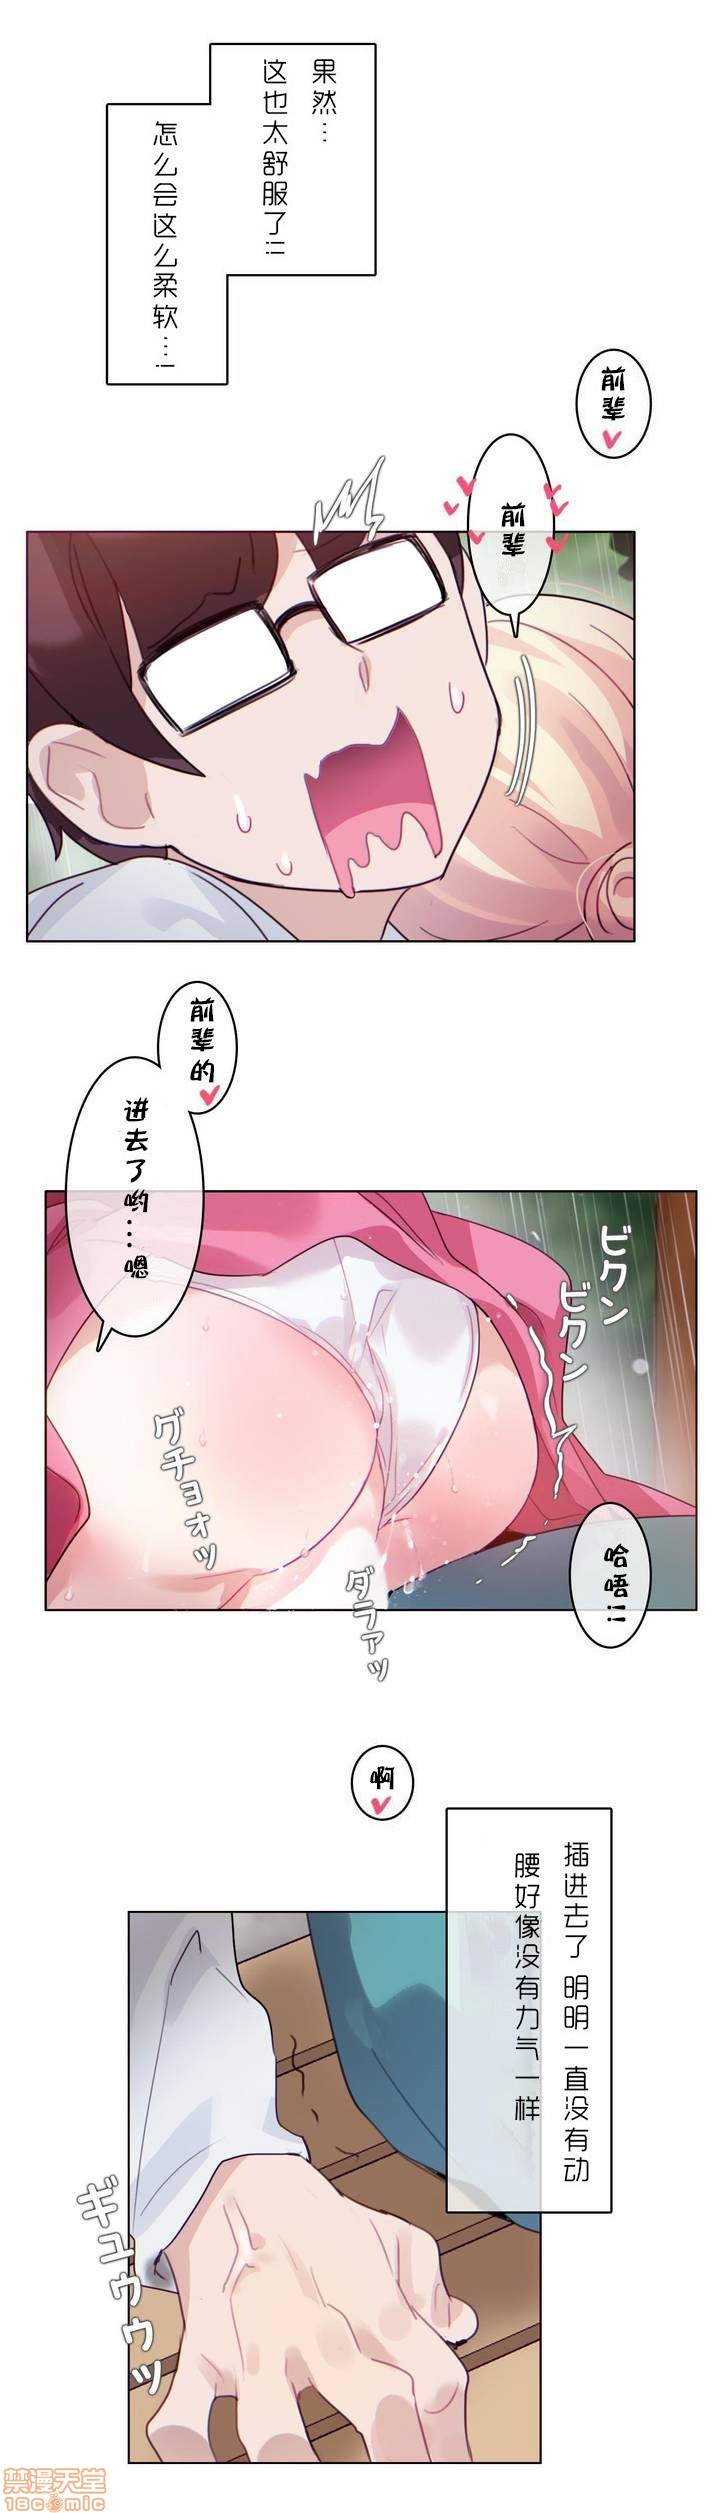 果然…
这也太舒服了!!!
怎么会这么柔软…!
前辈
前辈
前辈的
进去了哟…嗯
ビクン
ビクン
グチョォッ
ダラァッ
哈唔!!
啊
插进去了 明明一直没有动
腰好像没有力气一样
ギュウウッ
禁漫天堂
18comic